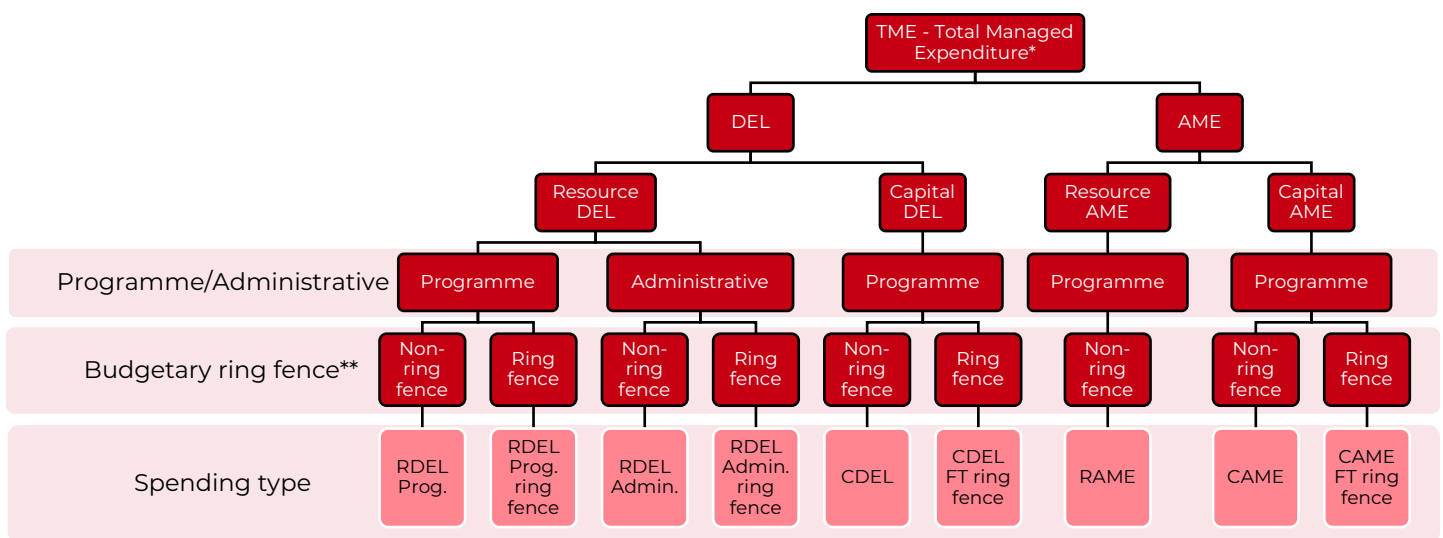 TME - Total Managed
Expenditure*
DEL
AME
Resource
DEL
Capital
DEL
Resource
AME
Capital
AME
Programme/Administrative
Programme
Administrative
Programme
Programme
Programme
Budgetary ring fence**
Non-
ring
fence
Ring
fence
Non-
ring
fence
Ring
fence
Non-
ring
fence
Ring
fence
Non-
ring
fence
Non-
ring
fence
Ring
fence
Spending type
RDEL
Prog.
RDEL
Prog.
ring
fence
RDEL
Admin.
RDEL
Admin.
ring
fence
CDEL
CDEL
FT ring
fence
RAME
CAME
CAME
FT ring
fence